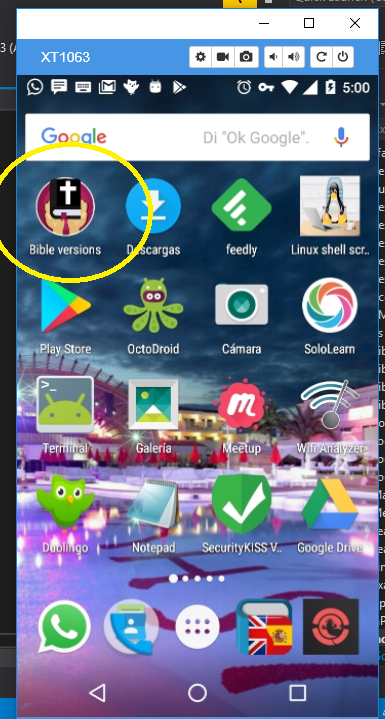 XT1063
5:00
Google Di "Ok Google".
Bible versions Descargas feedly Linux shell scr..
Play Store OctoDroid Cámara SoloLearn
>_
Terminal Galería Meetup Wifi Analyzer
Duolingo Notepad SecurityKISS V.. Google Drive